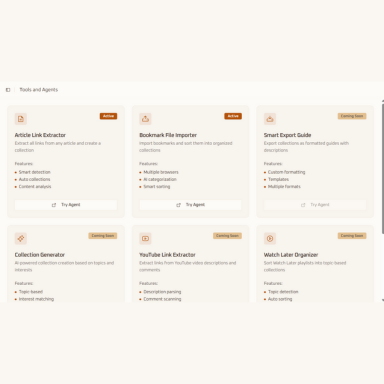 Tools and Agents
Active
Article Link Extractor
Extract all links from any article and create a
collection
Features:
Smart detection
Auto collections
Content analysis
Try Agent
Active
Bookmark File Importer
Import bookmarks and sort them into organized
collections
Features:
Multiple browsers
AI categorization
Smart sorting
Try Agent
Coming Soon
Smart Export Guide
Export collections as formatted guides with
descriptions
Features:
Custom formatting
Templates
Multiple formats
Try Agent
Coming Soon
Collection Generator
AI-powered collection creation based on topics and
interests
Features:
Topic-based
Interest matching
Coming Soon
YouTube Link Extractor
Extract links from YouTube video descriptions and
comments
Features:
Description parsing
Comment scanning
Coming Soon
Watch Later Organizer
Sort Watch Later playlists into topic-based
collections
Features:
Topic detection
Auto sorting